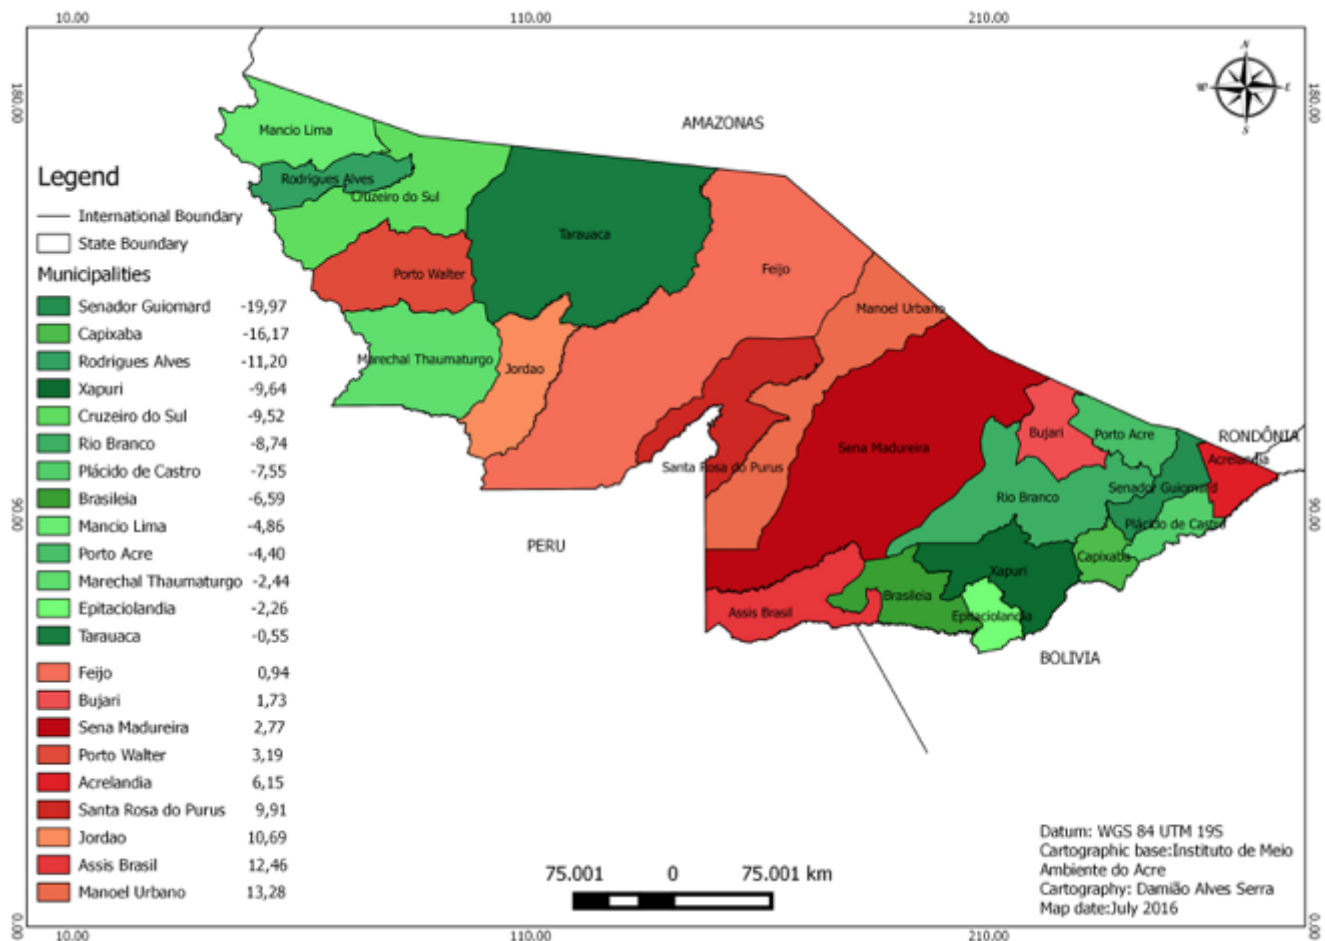 10.00
110.00
210.00
180.00
180.00
N
W
E
S
AMAZONAS
Mancio Lima
Rodrigues Alves
Cruzeiro do Sul
Tarauaca
Porto Walter
Feijo
Manoel Urbano
Marechal Thaumaturgo
Jordao
Santa Rosa do Purus
Sena Madureira
Bujari
Porto Acre
RONDÔNIA
Acrelandia
Senador Guiomard
Rio Branco
Plácido de Castro
Capixaba
Xapuri
Brasileia
Epitaciolandia
Assis Brasil
PERU
BOLIVIA
90.00
90.00
Legend
International Boundary
State Boundary
Municipalities
Senador Guiomard -19,97
Capixaba -16,17
Rodrigues Alves -11,20
Xapuri -9,64
Cruzeiro do Sul -9,52
Rio Branco -8,74
Plácido de Castro -7,55
Brasileia -6,59
Mancio Lima -4,86
Porto Acre -4,40
Marechal Thaumaturgo -2,44
Epitaciolandia -2,26
Tarauaca -0,55
Feijo 0,94
Bujari 1,73
Sena Madureira 2,77
Porto Walter 3,19
Acrelandia 6,15
Santa Rosa do Purus 9,91
Jordao 10,69
Assis Brasil 12,46
Manoel Urbano 13,28
75.001 0 75.001 km
Datum: WGS 84 UTM 19S
Cartographic base:Instituto de Meio
Ambiente do Acre
Cartography: Damião Alves Serra
Map date:July 2016
0.00
0.00
10.00
110.00
210.00